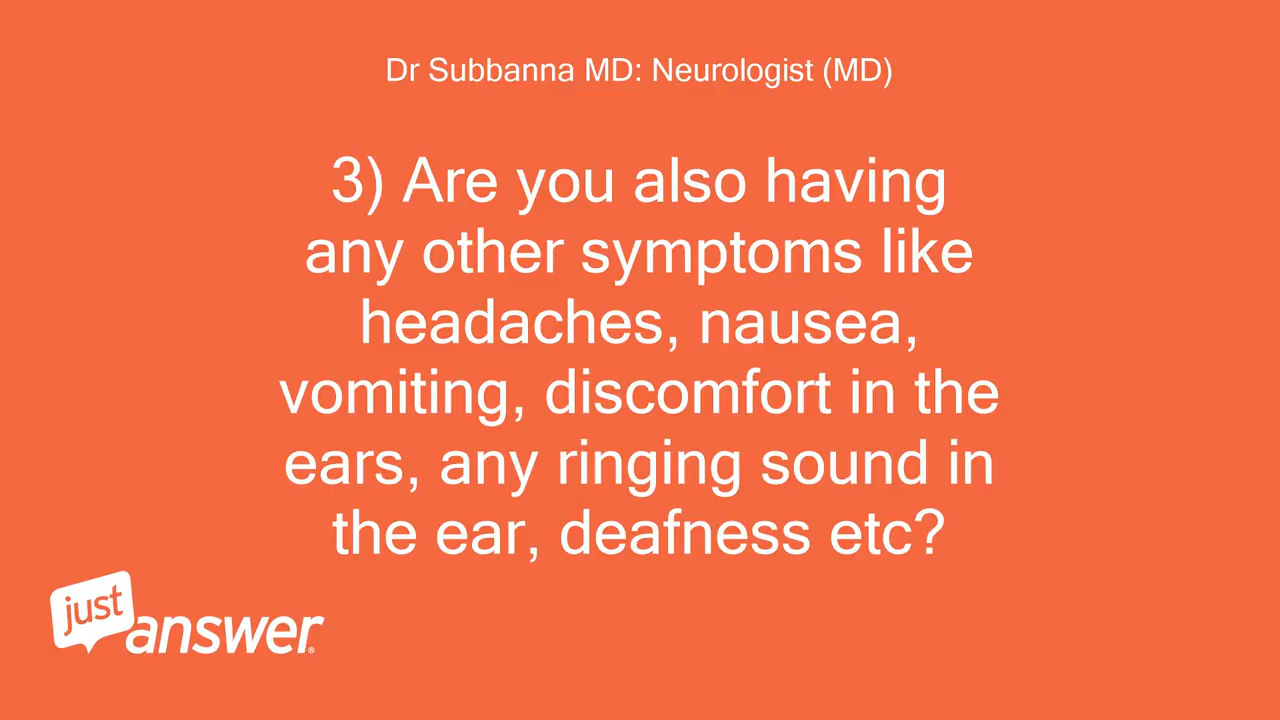 Dr Subbanna MD: Neurologist (MD)
3) Are you also having
any other symptoms like
headaches, nausea,
vomiting, discomfort in the
ears, any ringing sound in
the ear, deafness etc?
just
answer®